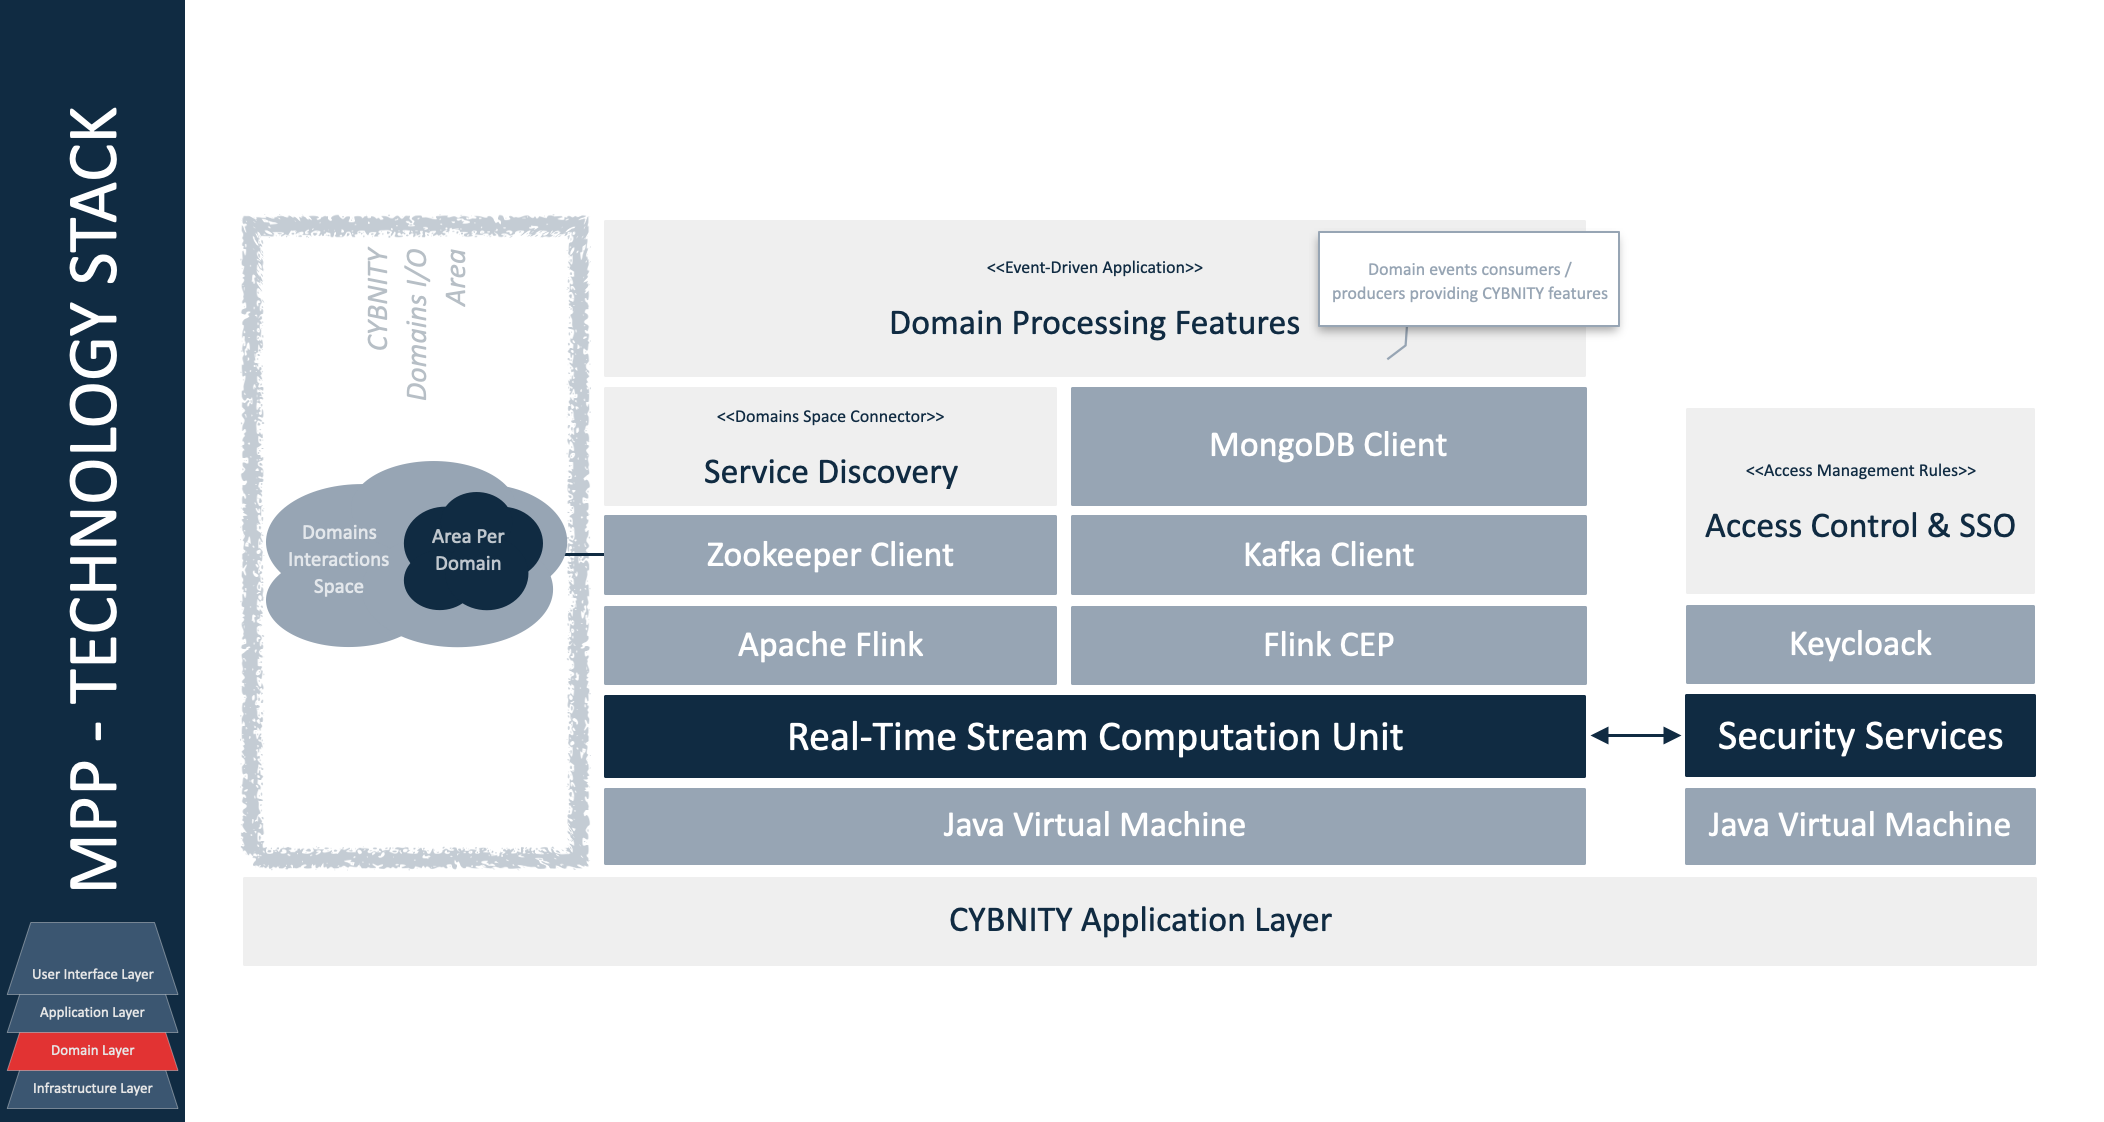 MPP - TECHNOLOGY STACK
User Interface Layer
Application Layer
Domain Layer
Infrastructure Layer
CYBNITY
Domains I/O
Area
Domains
Interactions
Space
Area Per
Domain
<<Event-Driven Application>>
Domain Processing Features
Domain events consumers /
producers providing CYBNITY features
<<Domains Space Connector>>
Service Discovery
MongoDB Client
Zookeeper Client
Kafka Client
Apache Flink
Flink CEP
Real-Time Stream Computation Unit
Java Virtual Machine
<<Access Management Rules>>
Access Control & SSO
Keycloack
Security Services
Java Virtual Machine
CYBNITY Application Layer